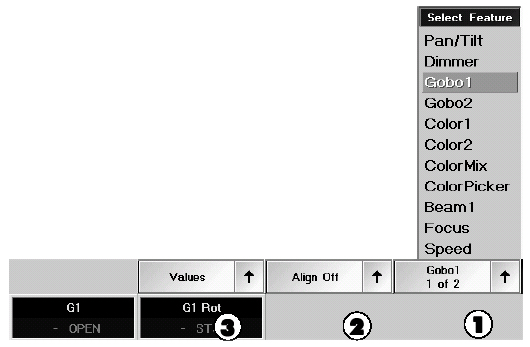 Select Feature
Pan/Tilt
Dimmer
Gobo1
Gobo2
Color1
Color2
ColorMix
ColorPicker
Beam1
Focus
Speed
Values
Align Off
Gobo1
1 of 2
G1
G1 Rot
- OPEN
3
2
1